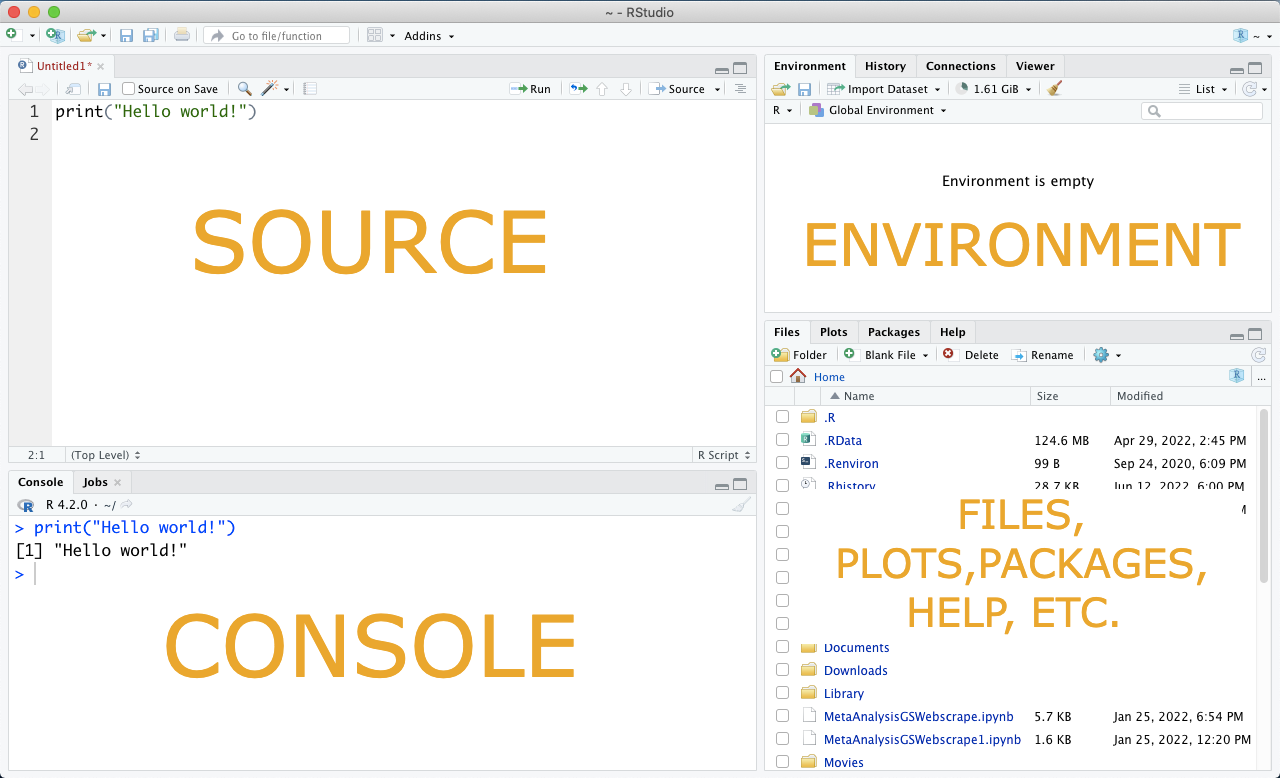 ~ - RStudio
Go to file/function
Addins
R
~
Untitled1*
Source on Save
Run
Source
1 print("Hello world!")
2
SOURCE
2:1 (Top Level) R Script
Console Jobs
R 4.2.0 · ~/
> print("Hello world!")
[1] "Hello world!"
>
CONSOLE
Environment History Connections Viewer
Import Dataset 1.61 GiB List
R Global Environment
Environment is empty
ENVIRONMENT
Files Plots Packages Help
Folder Blank File Delete Rename
Home ...
Name Size Modified
.R
.RData 124.6 MB Apr 29, 2022, 2:45 PM
.Renviron 99 B Sep 24, 2020, 6:09 PM
.Rhistory 28.7 KB Jun 12, 2022, 6:00 PM
FILES,
PLOTS,PACKAGES,
HELP, ETC.
Documents
Downloads
Library
MetaAnalysisGSWebscrape.ipynb 5.7 KB Jan 25, 2022, 6:54 PM
MetaAnalysisGSWebscrape1.ipynb 1.6 KB Jan 25, 2022, 12:20 PM
Movies